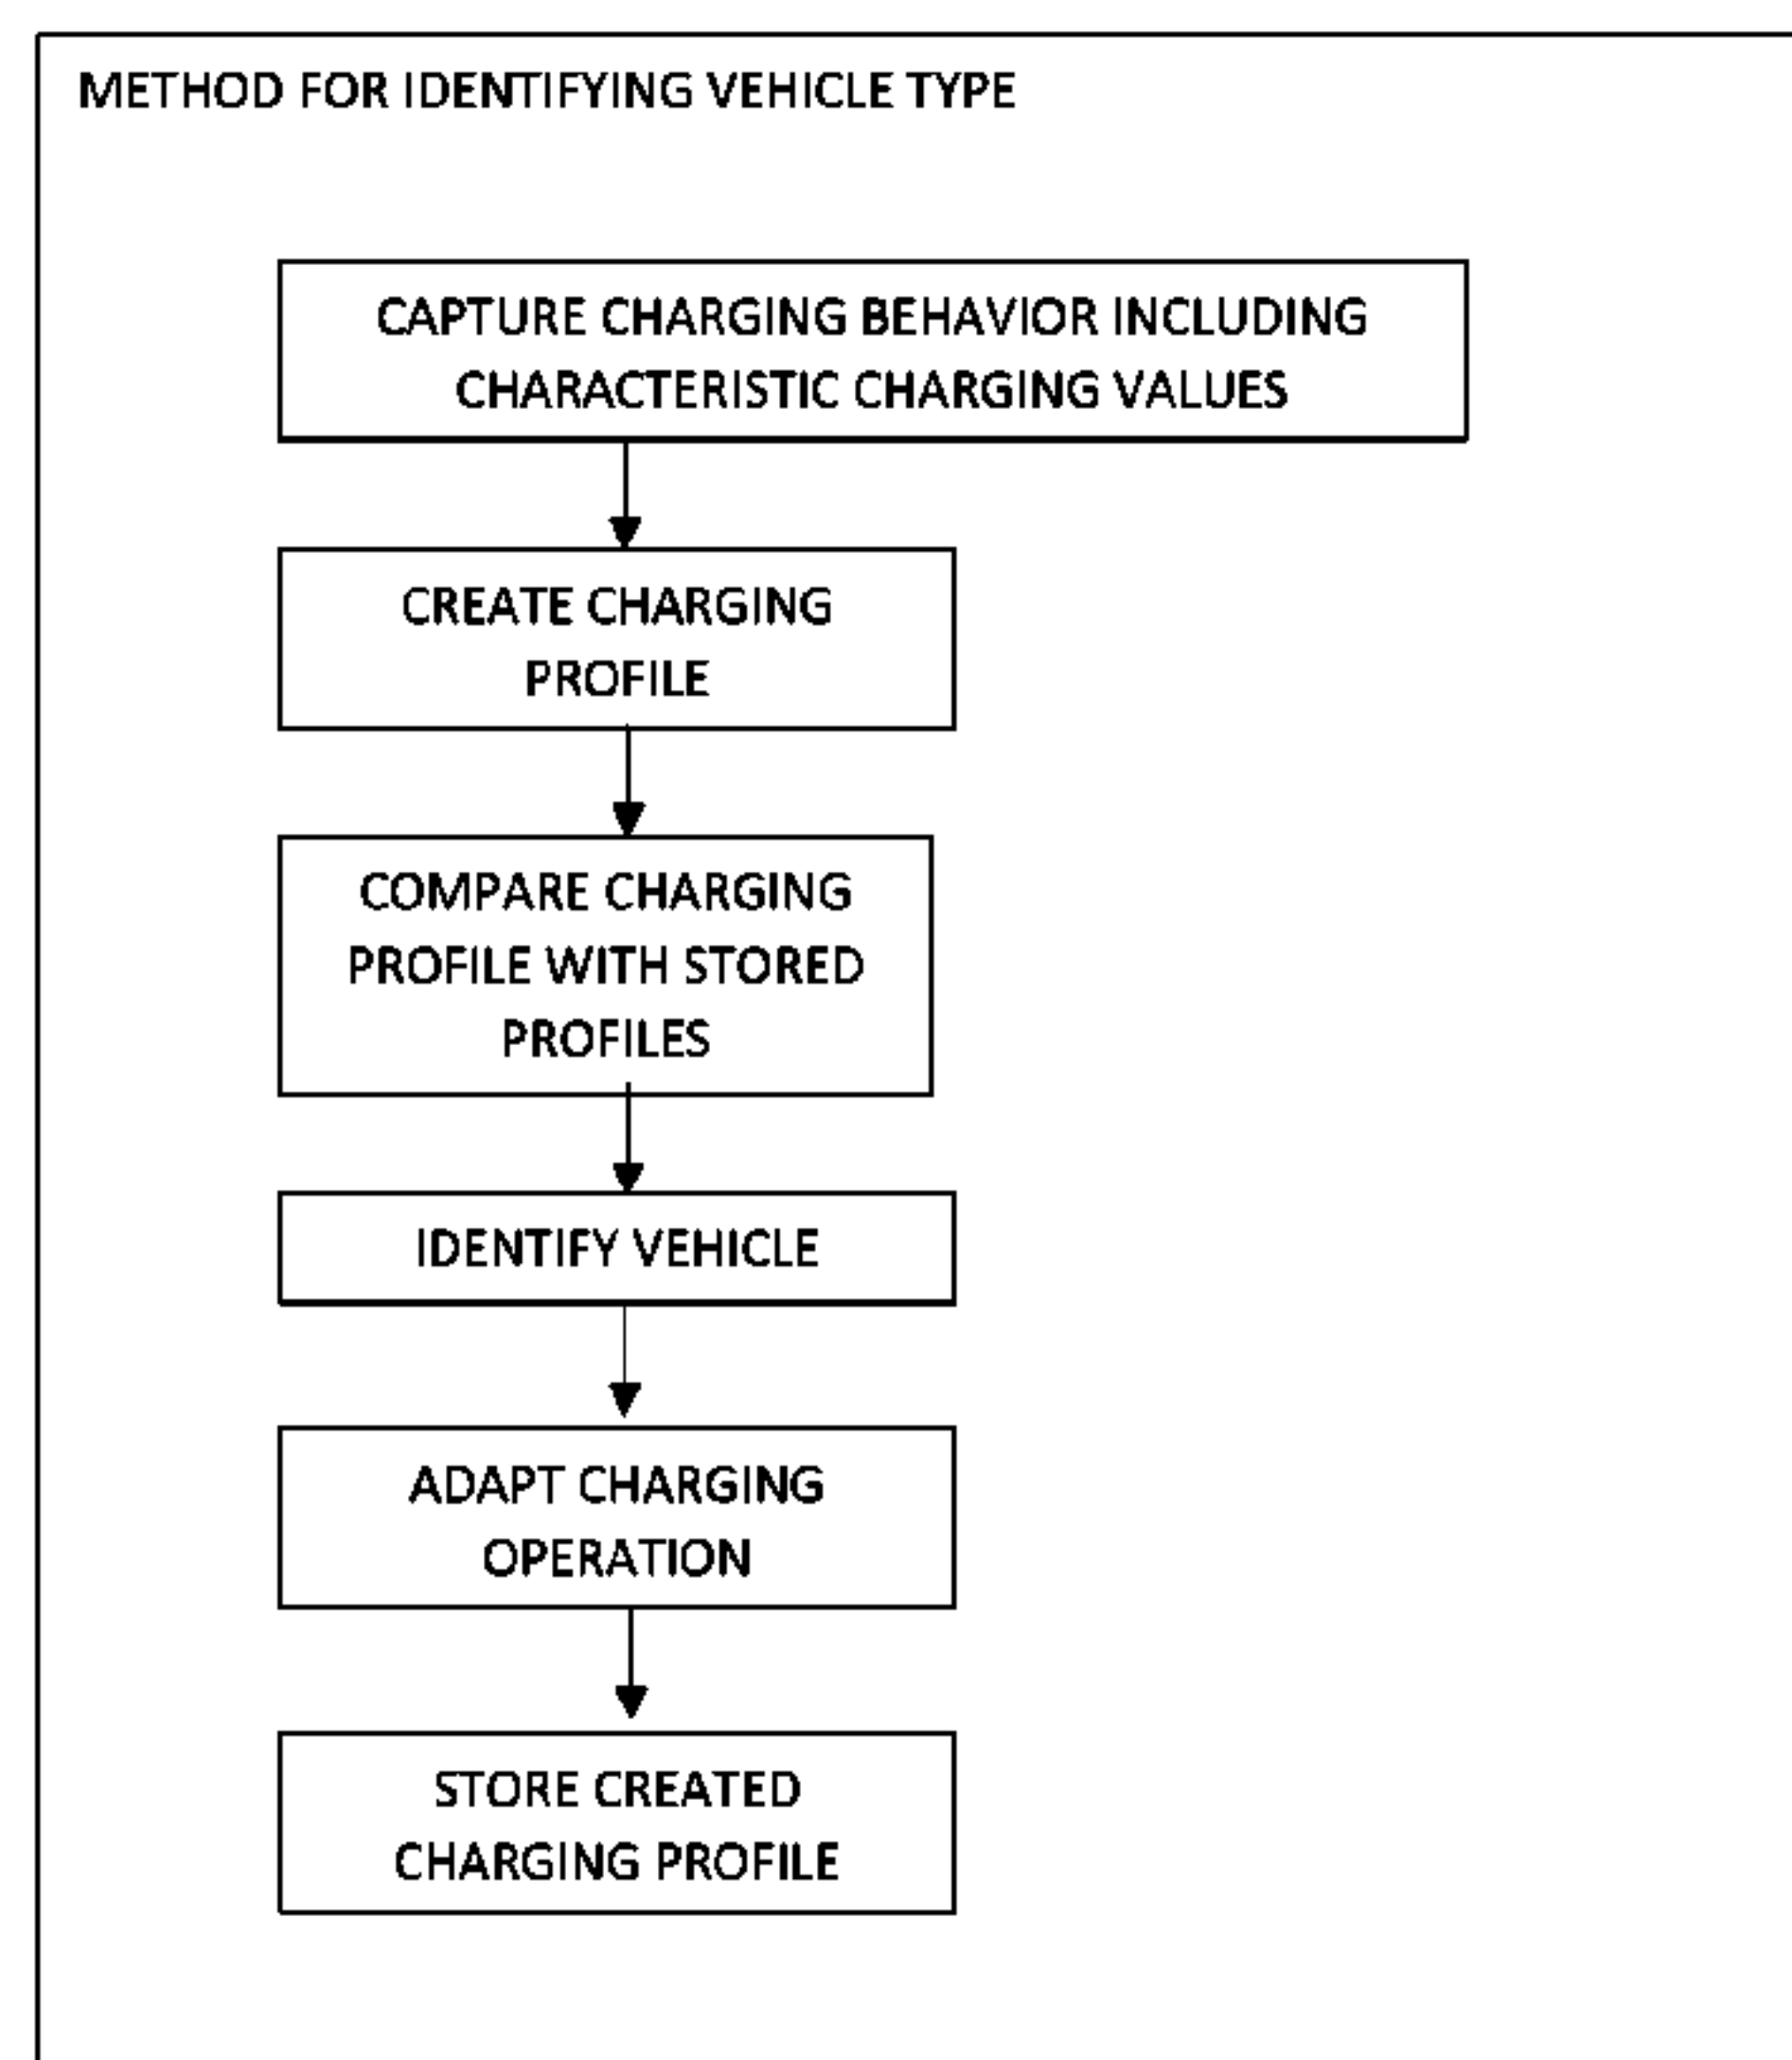 METHOD FOR IDENTIFYING VEHICLE TYPE
CAPTURE CHARGING BEHAVIOR INCLUDING
CHARACTERISTIC CHARGING VALUES
CREATE CHARGING
PROFILE
COMPARE CHARGING
PROFILE WITH STORED
PROFILES
IDENTIFY VEHICLE
ADAPT CHARGING
OPERATION
STORE CREATED
CHARGING PROFILE